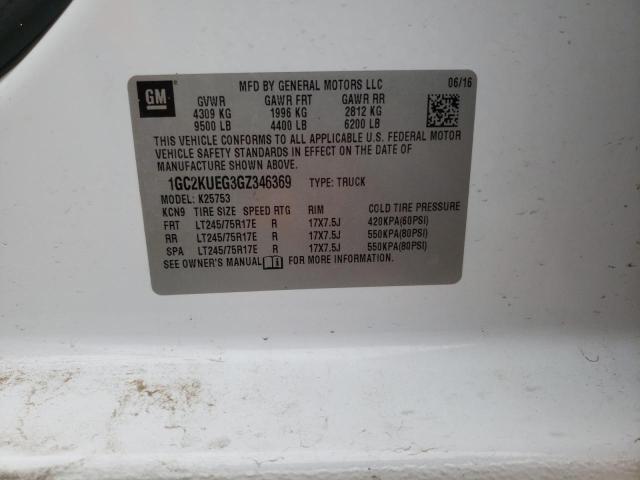 GM
MFD BY GENERAL MOTORS LLC 06/16
GVWR GAWR FRT GAWR RR
4309 KG 1996 KG 2812 KG
9500 LB 4400 LB 6200 LB
THIS VEHICLE CONFORMS TO ALL APPLICABLE U.S. FEDERAL MOTOR
VEHICLE SAFETY STANDARDS IN EFFECT ON THE DATE OF
MANUFACTURE SHOWN ABOVE.
1GC2KUEG3GZ346369 TYPE: TRUCK
MODEL: K25753
KCN9 TIRE SIZE SPEED RTG RIM COLD TIRE PRESSURE
FRT LT245/75R17E R 17X7.5J 420KPA(60PSI)
RR LT245/75R17E R 17X7.5J 550KPA(80PSI)
SPA LT245/75R17E R 17X7.5J 550KPA(80PSI)
SEE OWNER'S MANUAL FOR MORE INFORMATION.